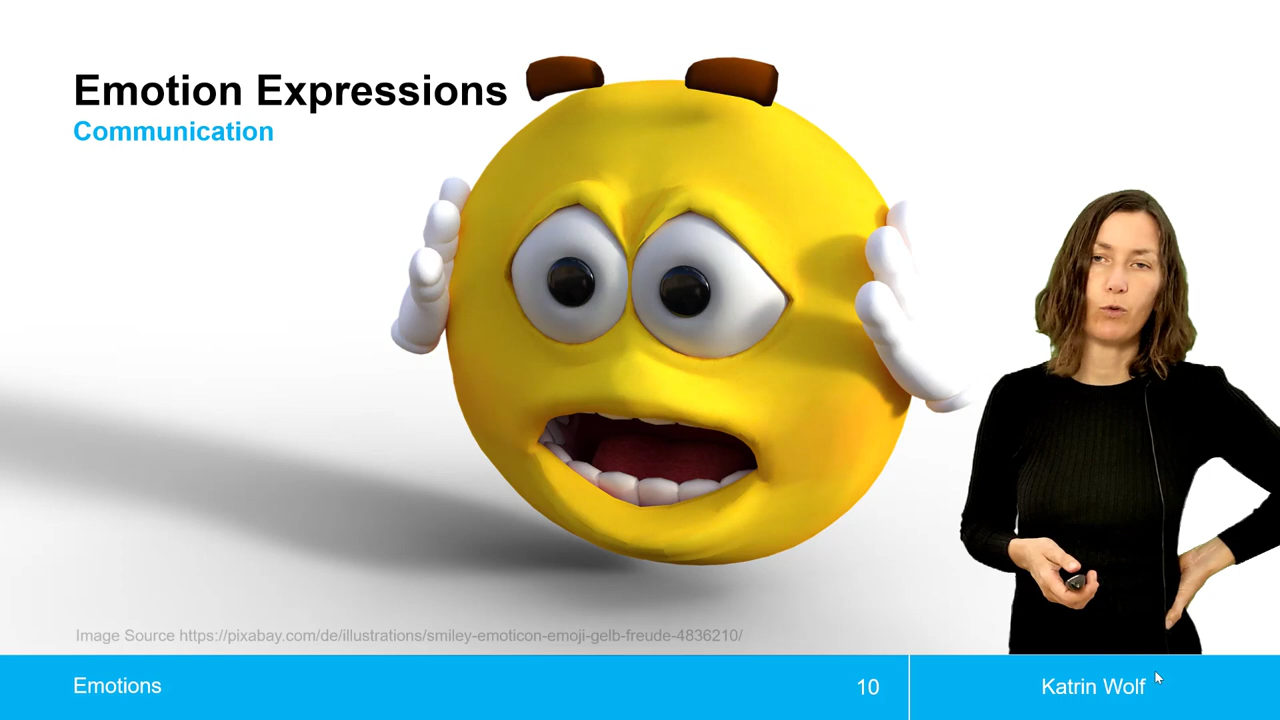 Emotion Expressions
Communication
Image Source https://pixabay.com/de/illustrations/smiley-emoticon-emoji-gelb-freude-4836210/
Emotions
10
Katrin Wolf